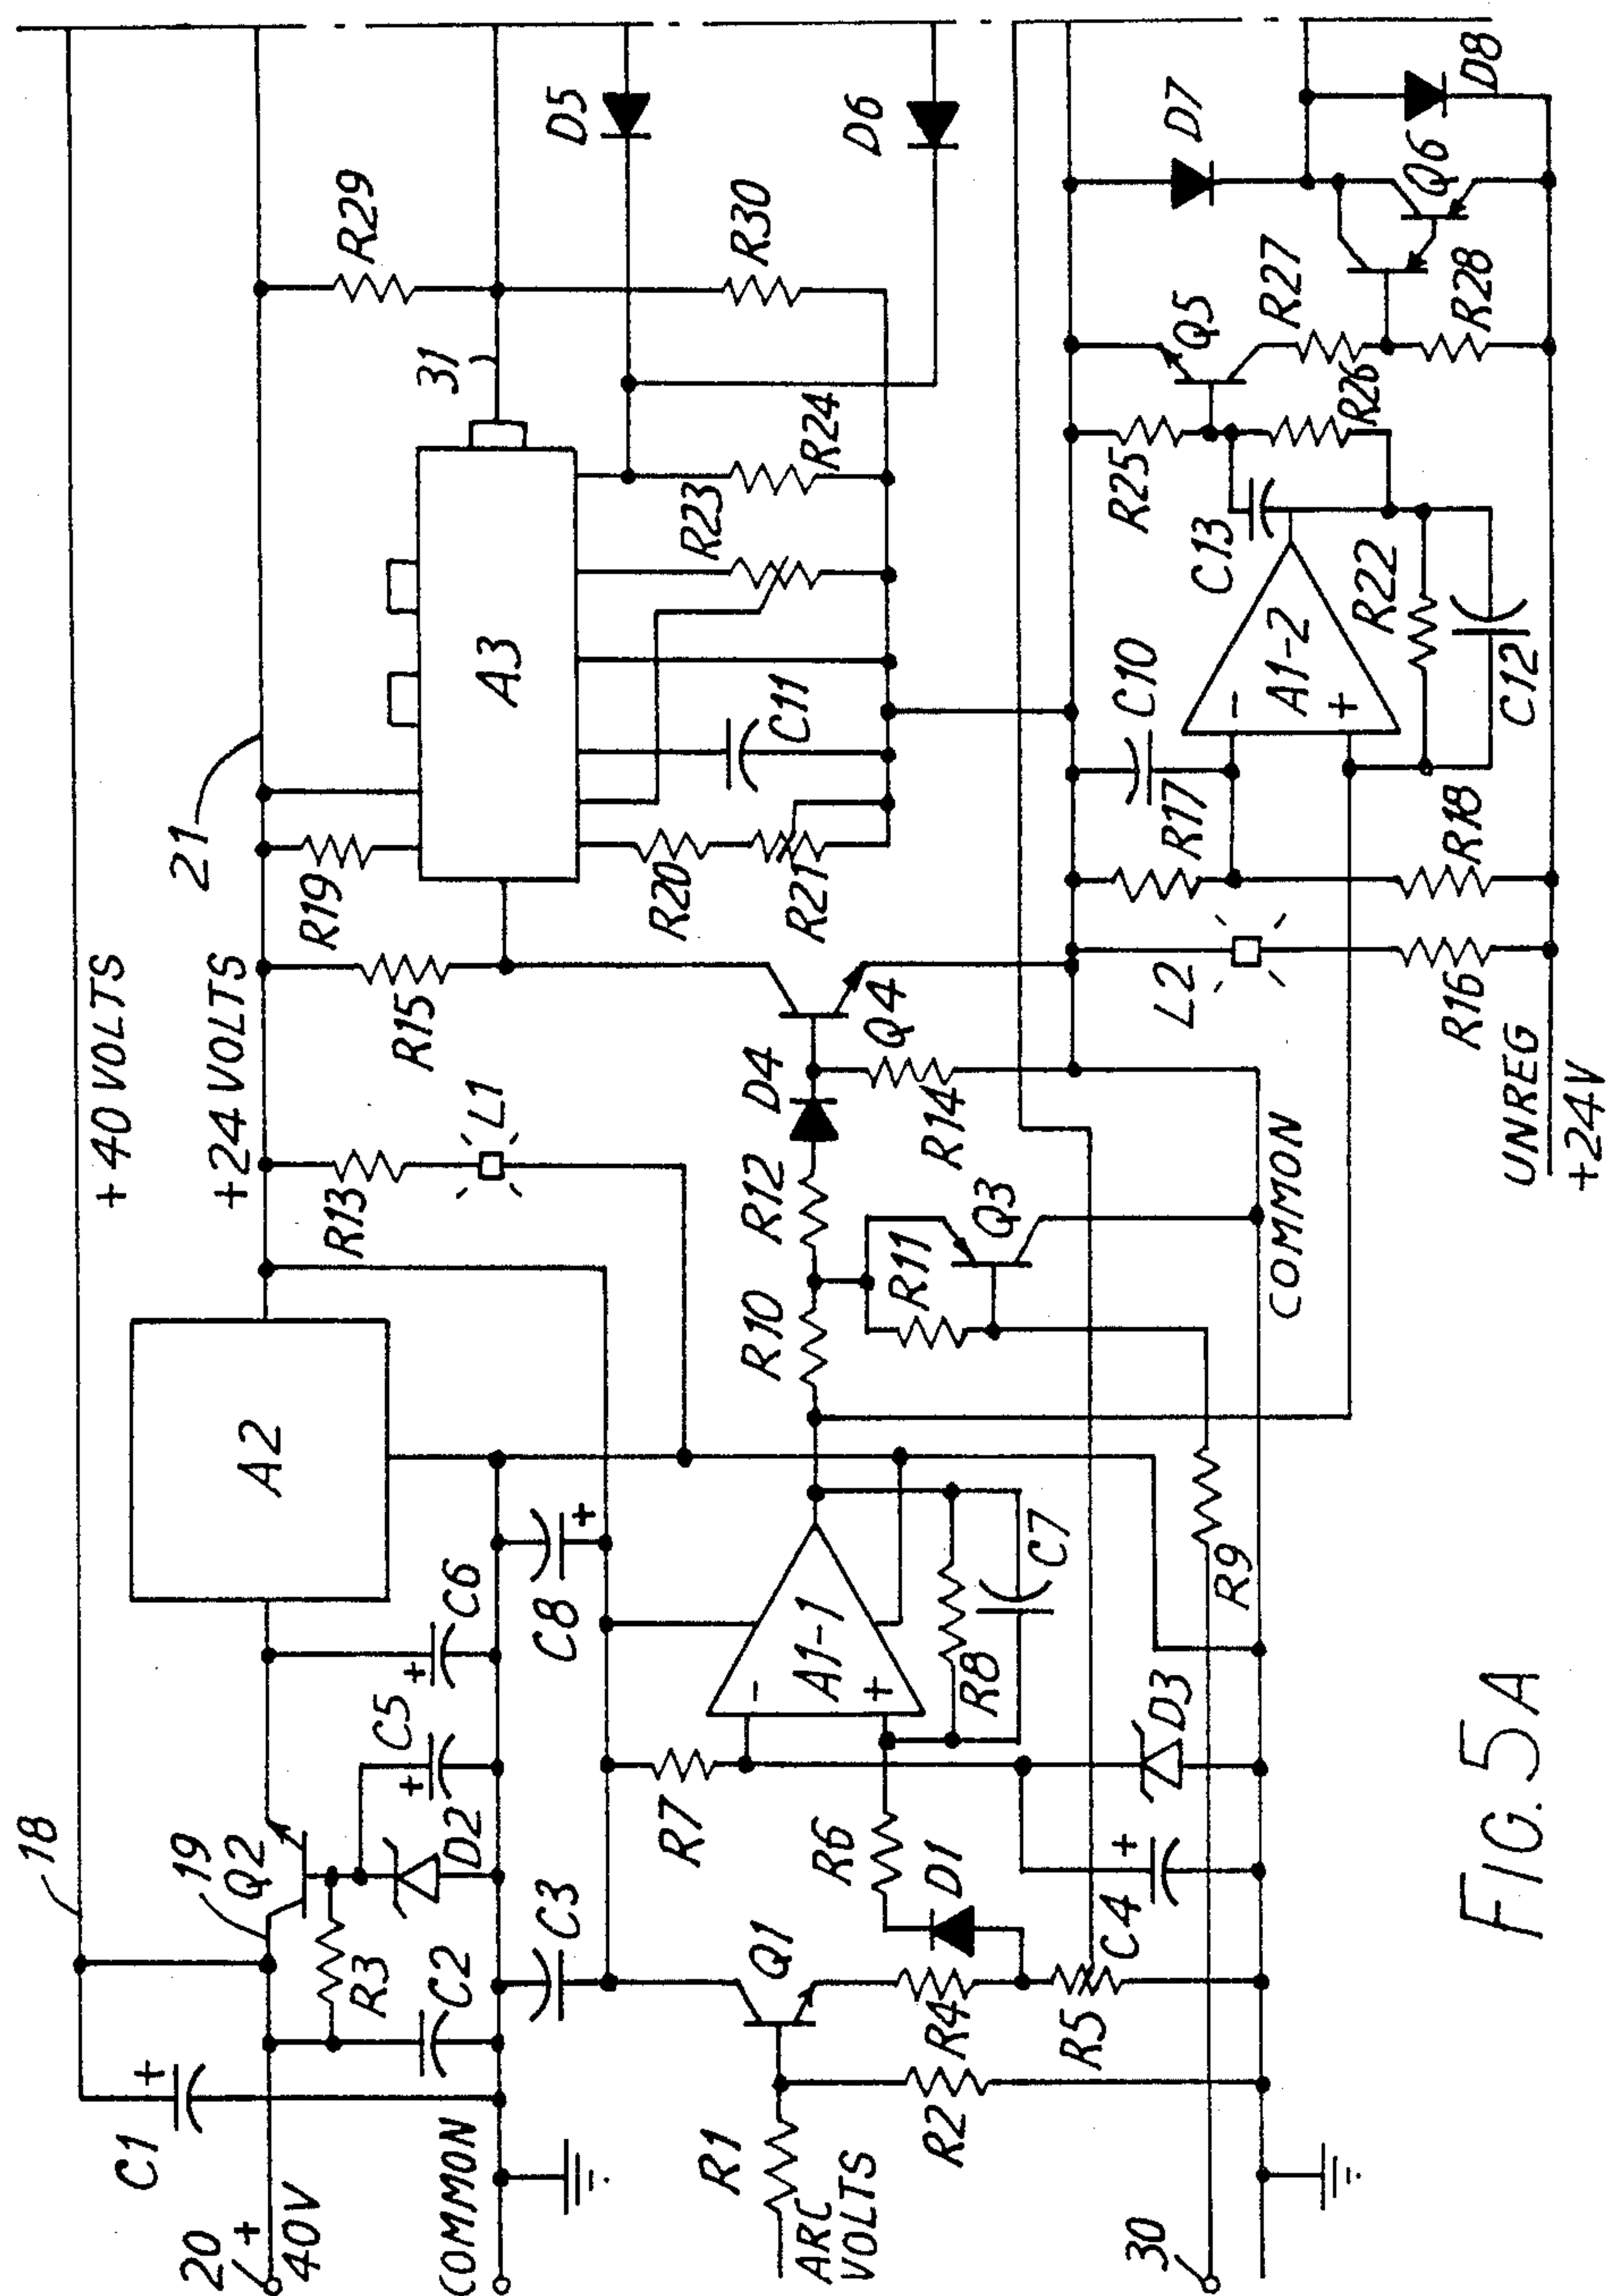 18
+40 VOLTS
20
+
40V
C1
+
19
Q2
A2
+24 VOLTS
21
R3
C2
D2
C5
+
C6
+
R13
L1
R15
R19
R29
COMMON
C3
C8
+
A3
31
D5
R1
ARC
VOLTS
Q1
R7
R6
D1
-
A1-1
+
R8
C7
R10
R12
D4
R11
Q3
R14
Q4
R20
R21
C11
R23
R24
R30
D6
R2
R4
R5
C4
+
D3
R9
30
COMMON
L2
R16
R17
R18
C10
-
A1-2
+
R22
C12
C13
R25
R26
Q5
R27
R28
Q6
D7
D8
UNREG
+24V
FIG. 5A